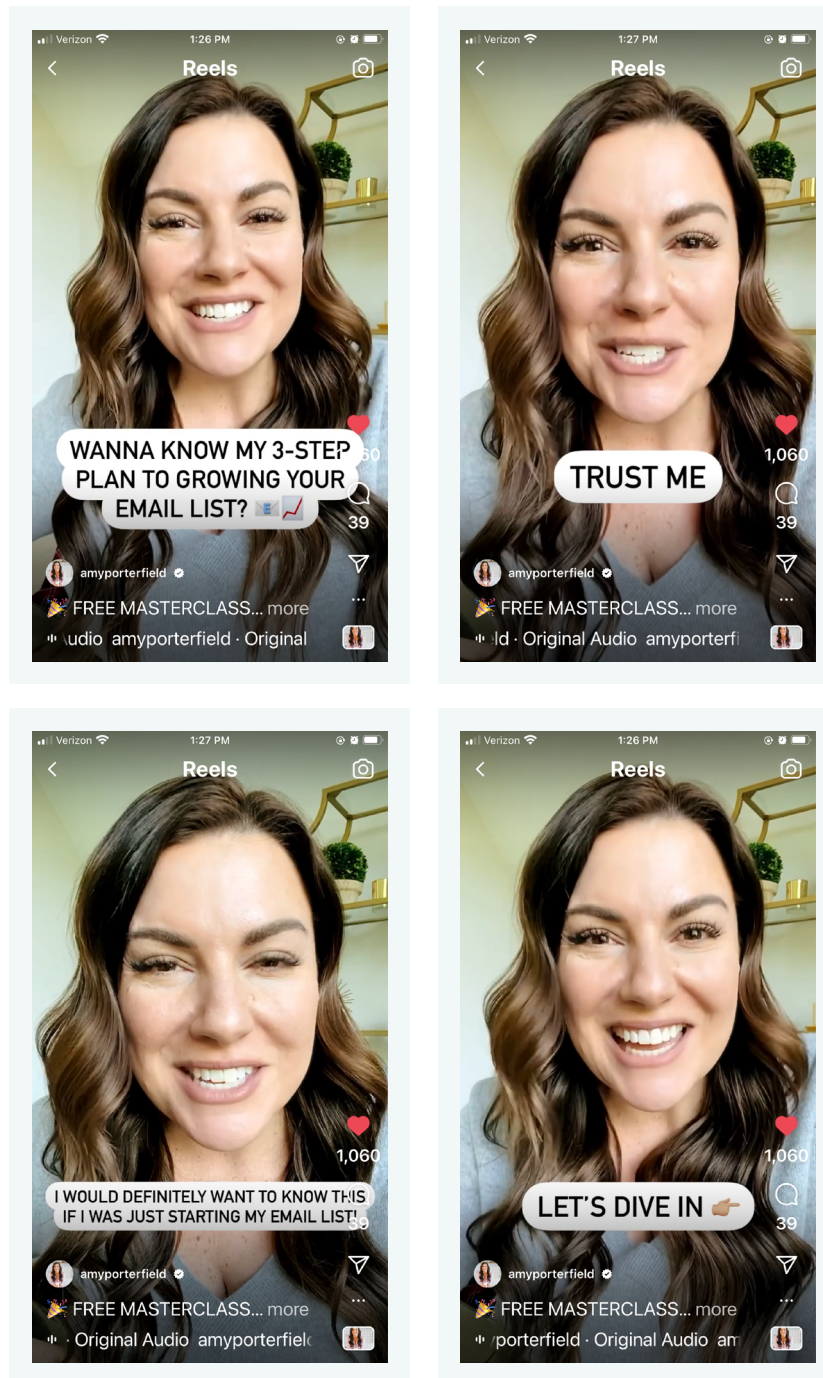 Verizon 1:26 PM
Reels
WANNA KNOW MY 3-STEP
PLAN TO GROWING YOUR
EMAIL LIST? 📧📈
60
39
amyporterfield
🎉 FREE MASTERCLASS... more
udio amyporterfield · Original
Verizon 1:27 PM
Reels
TRUST ME
1,060
39
amyporterfield
🎉 FREE MASTERCLASS... more
ld · Original Audio amyporterfi
Verizon 1:27 PM
Reels
1,060
I WOULD DEFINITELY WANT TO KNOW THIS
IF I WAS JUST STARTING MY EMAIL LIST!
39
amyporterfield
🎉 FREE MASTERCLASS... more
· Original Audio amyporterfiel
Verizon 1:26 PM
Reels
1,060
LET'S DIVE IN 👉🏼
39
amyporterfield
🎉 FREE MASTERCLASS... more
porterfield · Original Audio am